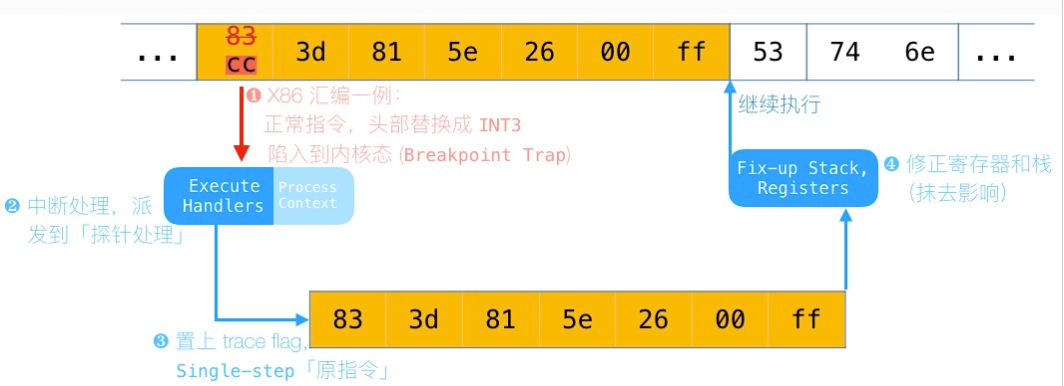 ... 83 3d 81 5e 26 00 ff 53 74 6e ...
CC
❶ X86 汇编一例：
正常指令，头部替换成 INT3
陷入到内核态 (Breakpoint Trap)
继续执行
Execute
Handlers
Process
Context
Fix-up Stack,
Registers
❹ 修正寄存器和栈
（抹去影响）
❷ 中断处理，派
发到「探针处理」
83 3d 81 5e 26 00 ff
❸ 置上 trace flag,
Single-step「原指令」